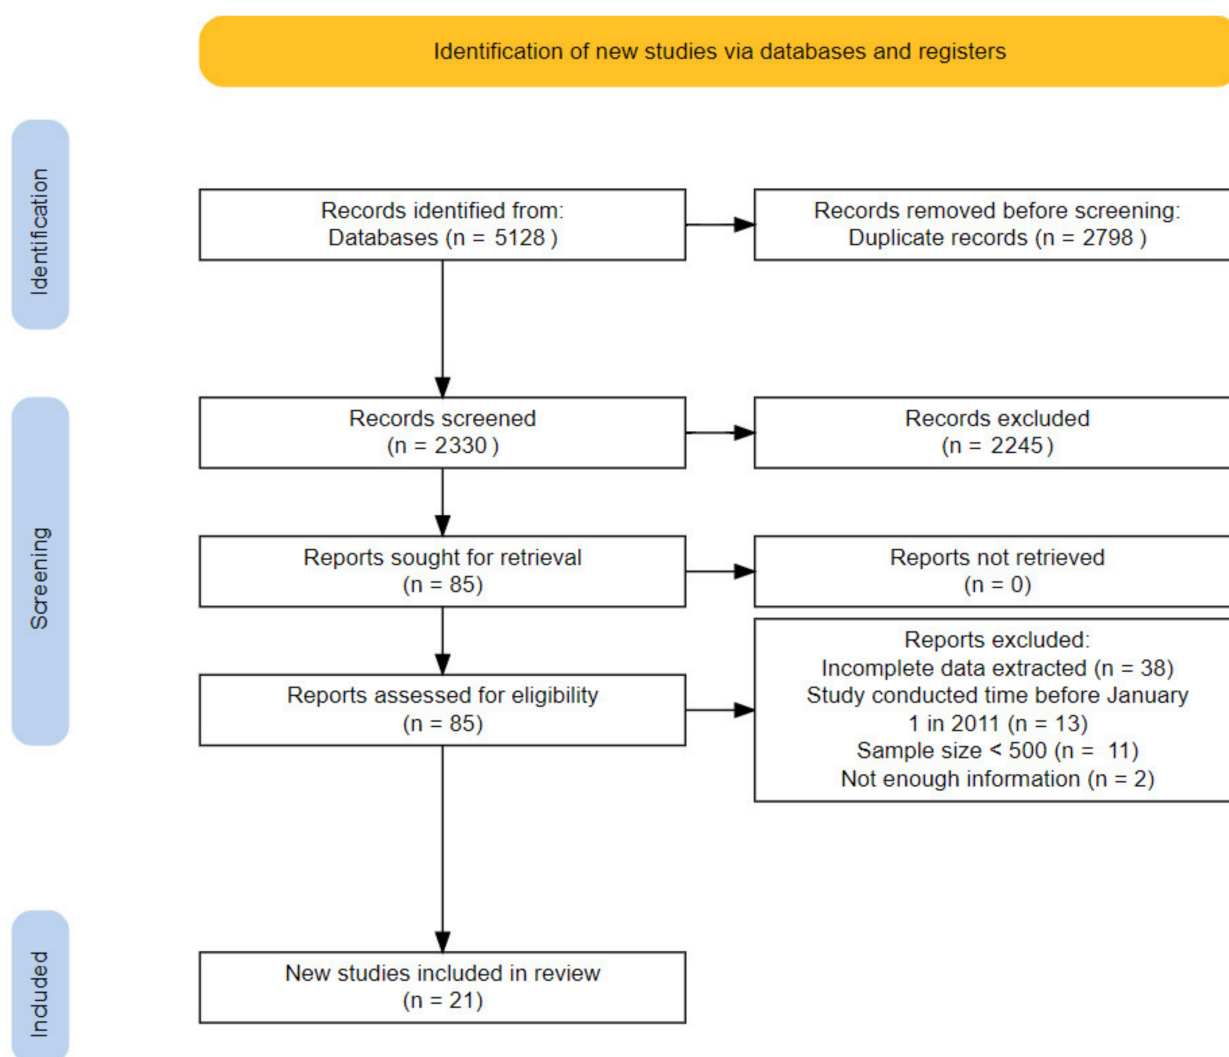 Identification of new studies via databases and registers
Identification
Records identified from:
Databases (n = 5128 )
Records removed before screening:
Duplicate records (n = 2798 )
Screening
Records screened
(n = 2330 )
Records excluded
(n = 2245 )
Reports sought for retrieval
(n = 85)
Reports not retrieved
(n = 0)
Reports assessed for eligibility
(n = 85)
Reports excluded:
Incomplete data extracted (n = 38)
Study conducted time before January
1 in 2011 (n = 13)
Sample size < 500 (n = 11)
Not enough information (n = 2)
Included
New studies included in review
(n = 21)